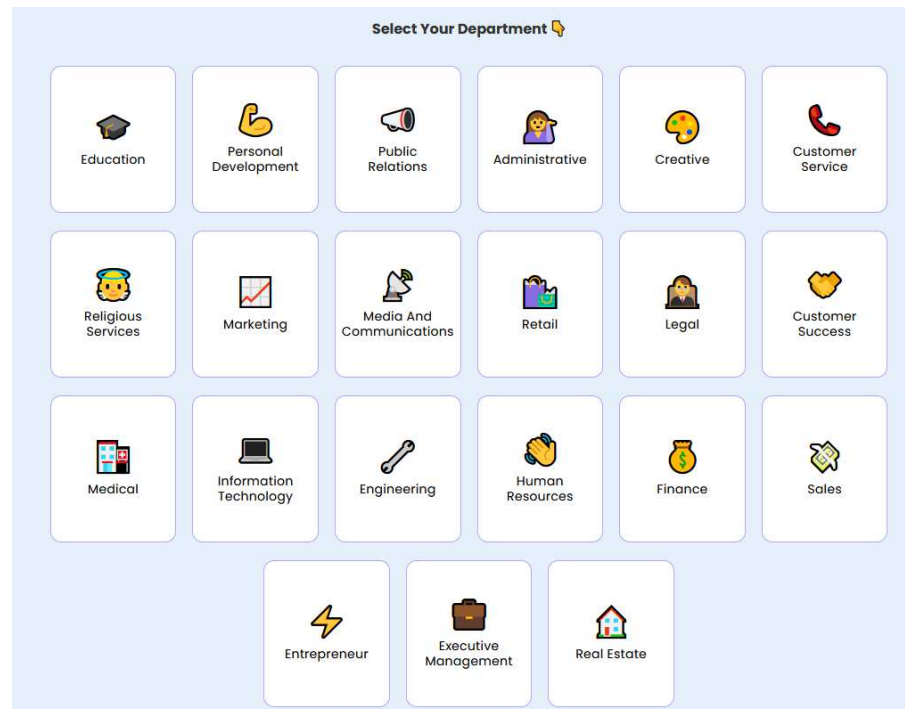 Select Your Department 👇
Education
Personal
Development
Public
Relations
Administrative
Creative
Customer
Service
Religious
Services
Marketing
Media And
Communications
Retail
Legal
Customer
Success
Medical
Information
Technology
Engineering
Human
Resources
Finance
Sales
Entrepreneur
Executive
Management
Real Estate